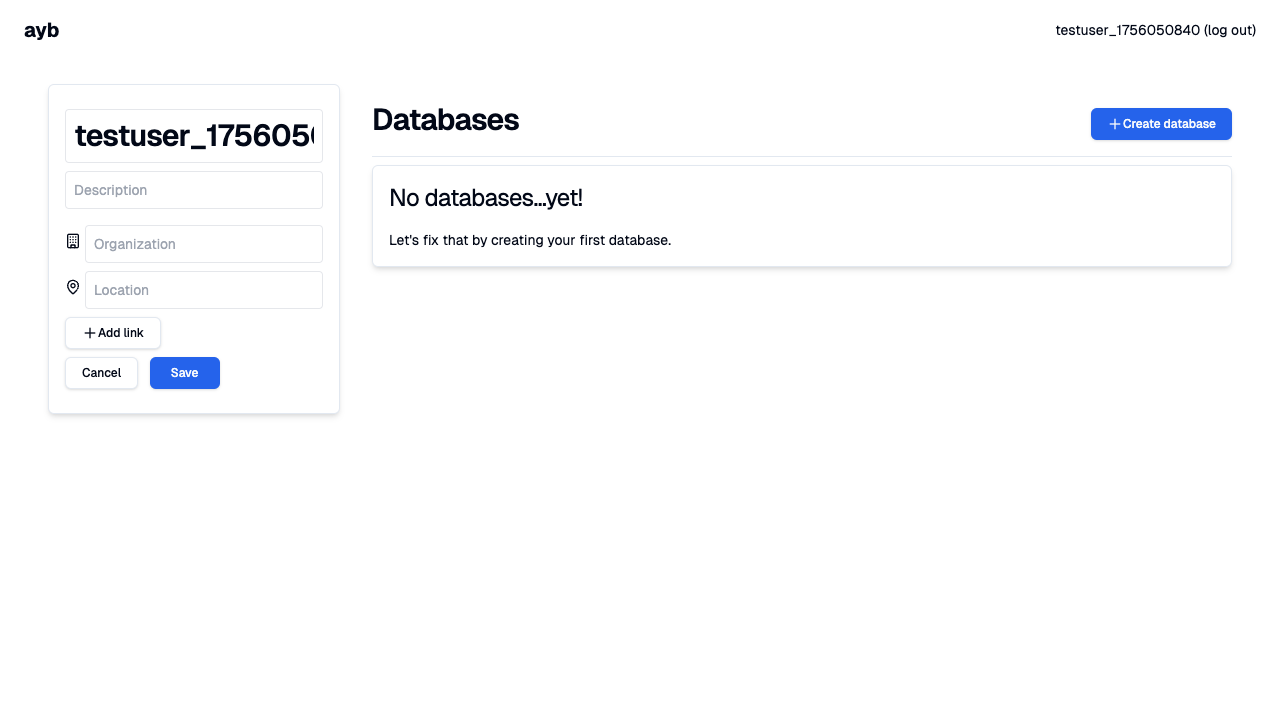 ayb
testuser_1756050840 (log out)
testuser_175605
Description
Organization
Location
Add link
Cancel
Save
Databases
Create database
No databases...yet!
Let's fix that by creating your first database.